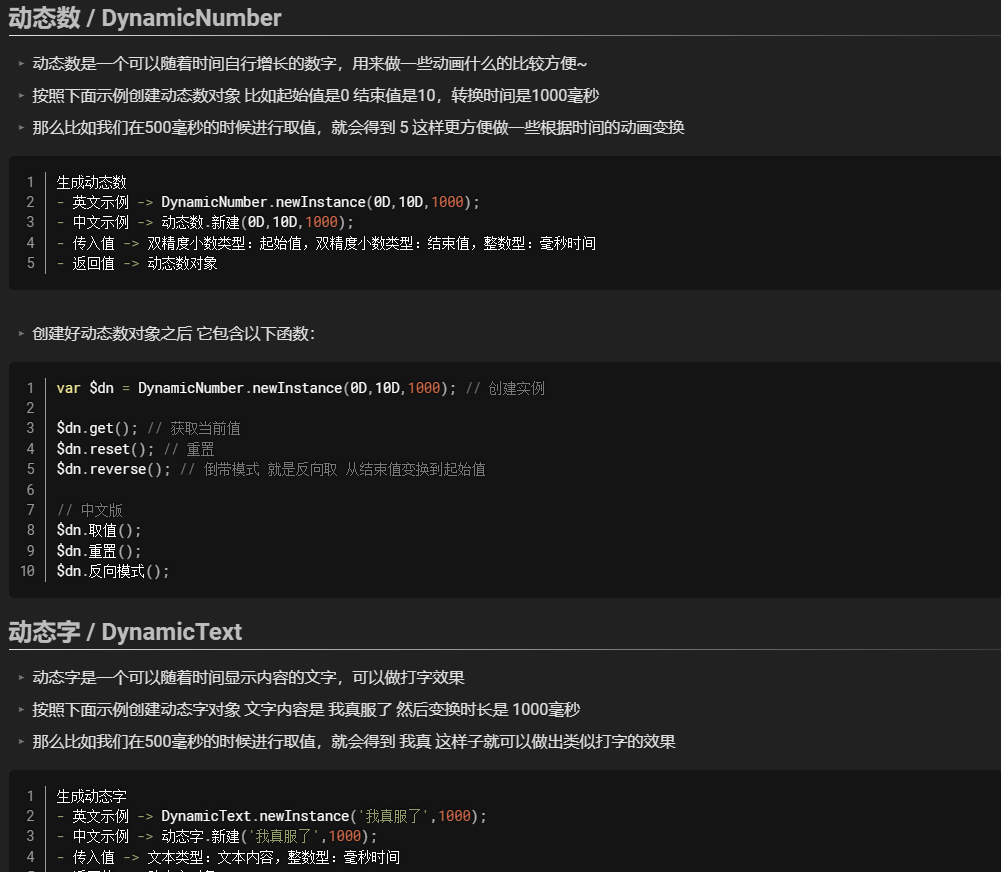 动态数 / DynamicNumber
动态数是一个可以随着时间自行增长的数字，用来做一些动画什么的比较方便~
按照下面示例创建动态数对象 比如起始值是0 结束值是10，转换时间是1000毫秒
那么比如我们在500毫秒的时候进行取值，就会得到 5 这样更方便做一些根据时间的动画变换
1 生成动态数
2 - 英文示例 -> DynamicNumber.newInstance(0D,10D,1000);
3 - 中文示例 -> 动态数.新建(0D,10D,1000);
4 - 传入值 -> 双精度小数类型：起始值，双精度小数类型：结束值，整数型：毫秒时间
5 - 返回值 -> 动态数对象
创建好动态数对象之后 它包含以下函数：
1 var $dn = DynamicNumber.newInstance(0D,10D,1000); // 创建实例
2
3 $dn.get(); // 获取当前值
4 $dn.reset(); // 重置
5 $dn.reverse(); // 倒带模式 就是反向取 从结束值变换到起始值
6
7 // 中文版
8 $dn.取值();
9 $dn.重置();
10 $dn.反向模式();
动态字 / DynamicText
动态字是一个可以随着时间显示内容的文字，可以做打字效果
按照下面示例创建动态字对象 文字内容是 我真服了 然后变换时长是 1000毫秒
那么比如我们在500毫秒的时候进行取值，就会得到 我真 这样子就可以做出类似打字的效果
1 生成动态字
2 - 英文示例 -> DynamicText.newInstance('我真服了',1000);
3 - 中文示例 -> 动态字.新建('我真服了',1000);
4 - 传入值 -> 文本类型：文本内容，整数型：毫秒时间